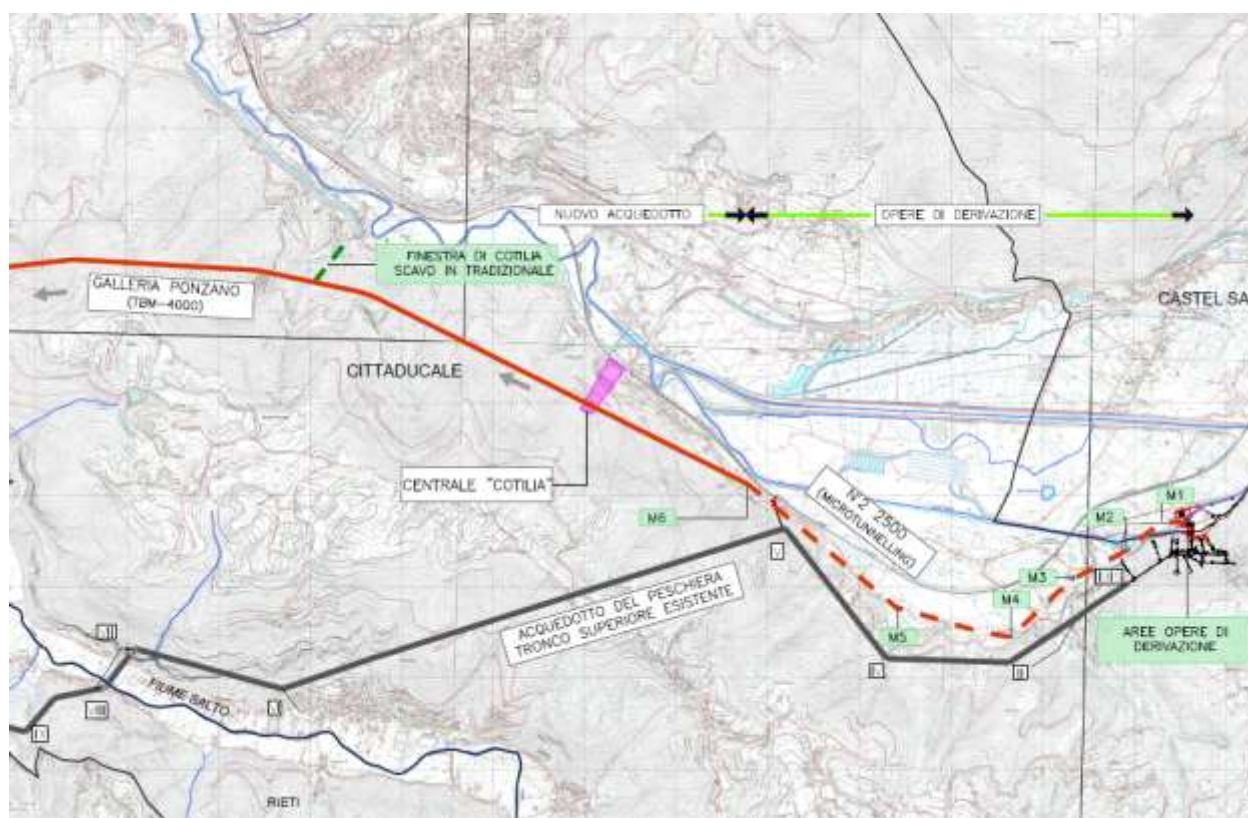 NUOVO ACQUEDOTTO
OPERE DI DERIVAZIONE
FINESTRA DI COTILIA
SCAVO IN TRADIZIONALE
GALLERIA PONZANO
(TBM-4000)
CASTEL SA
CITTADUCALE
CENTRALE "COTILIA"
N°2 2500
(MICROTUNNELLING)
M6
M1
M2
M3
M4
M5
V
III
ACQUEDOTTO DEL PESCHIERA
TRONCO SUPERIORE ESISTENTE
AREE OPERE DI
DERIVAZIONE
FIUME SALTO
RIETI